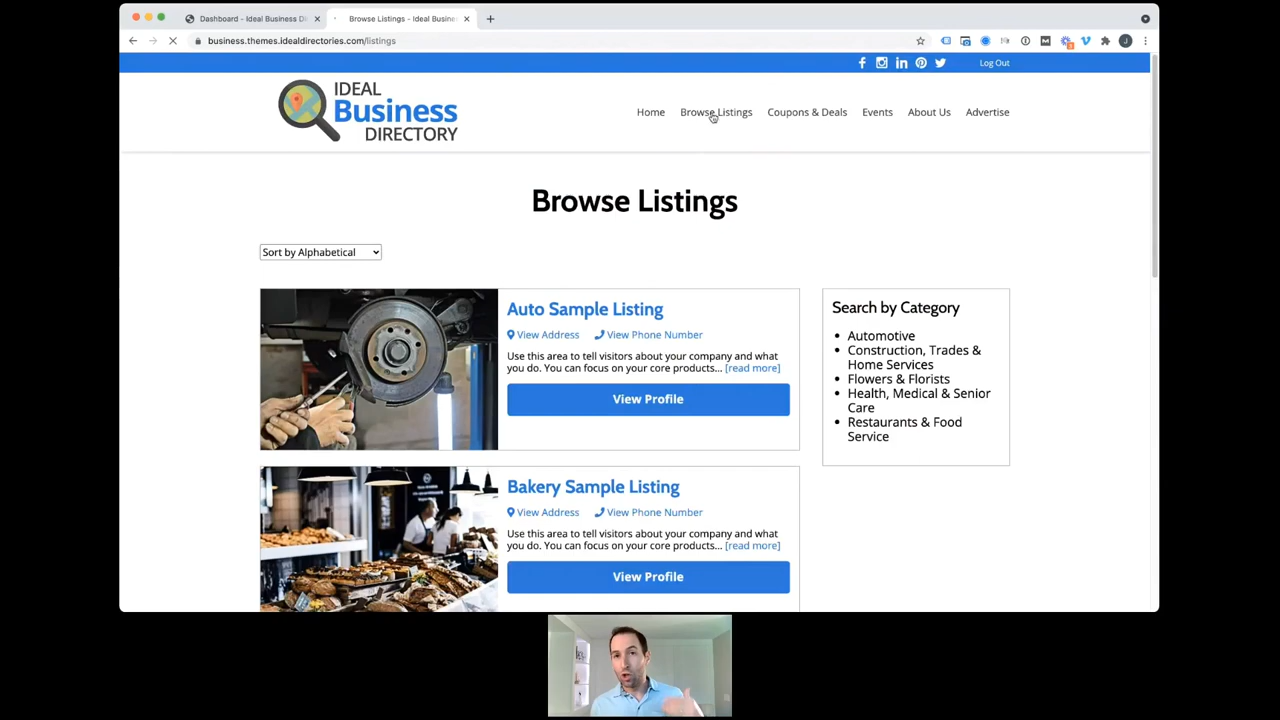 Dashboard - Ideal Business Di
Browse Listings - Ideal Busine
business.themes.idealdirectories.com/listings
Log Out
IDEAL
Business
DIRECTORY
Home
Browse Listings
Coupons & Deals
Events
About Us
Advertise
Browse Listings
Sort by Alphabetical
Auto Sample Listing
View Address
View Phone Number
Use this area to tell visitors about your company and what
you do. You can focus on your core products... [read more]
View Profile
Bakery Sample Listing
View Address
View Phone Number
Use this area to tell visitors about your company and what
you do. You can focus on your core products... [read more]
View Profile
Search by Category
Automotive
Construction, Trades &
Home Services
Flowers & Florists
Health, Medical & Senior
Care
Restaurants & Food
Service